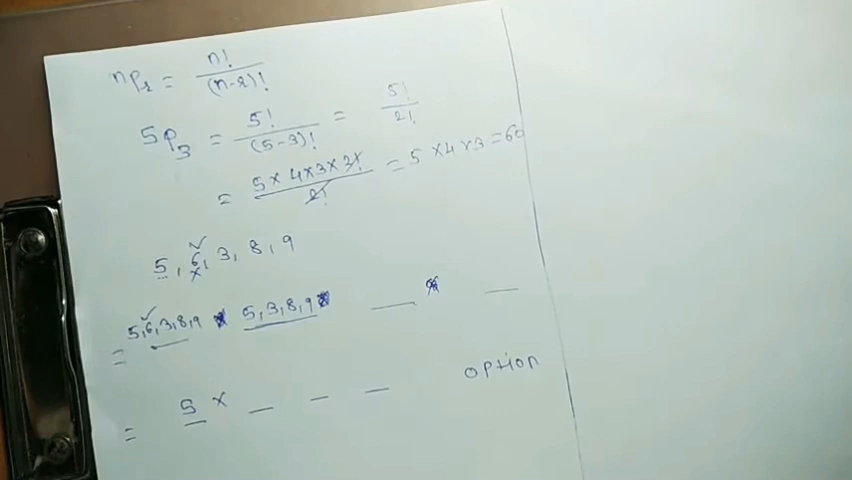 nPr = n! / (n-r)!
5P3 = 5! / (5-3)! = 5! / 2!
= 5 × 4 × 3 × 2! / 2! = 5 × 4 × 3 = 60
5, 6, 3, 8, 9
= 5,6,3,8,9 5,3,8,9
= 5 × _ _ _ option